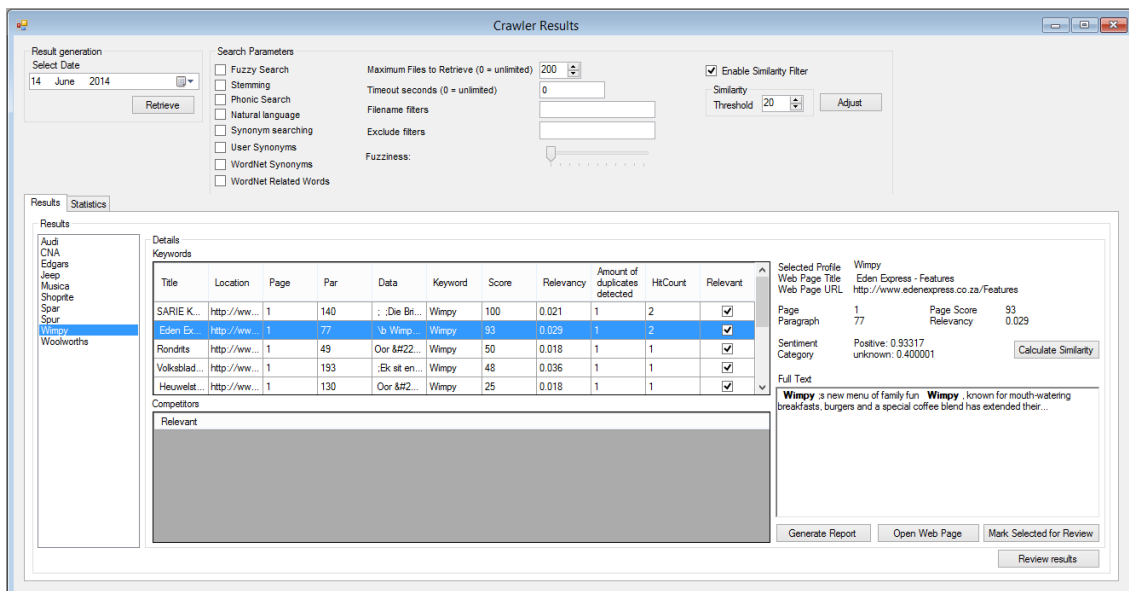 Crawler Results
Result generation
Select Date
14 June 2014
Retrieve
Search Parameters
Fuzzy Search
Stemming
Phonic Search
Natural language
Synonym searching
User Synonyms
WordNet Synonyms
WordNet Related Words
Maximum Files to Retrieve (0 = unlimited) 200
Timeout seconds (0 = unlimited) 0
Filename filters
Exclude filters
Fuzziness:
Enable Similarity Filter
Similarity
Threshold 20
Adjust
Results Statistics
Results
Audi
CNA
Edgars
Jeep
Musica
Shoprite
Spar
Spur
Wimpy
Woolworths
Details
Keywords
Title Location Page Par Data Keyword Score Relevancy Amount of duplicates detected HitCount Relevant
SARIE K... http://ww... 1 140 ; ;Die Bri... Wimpy 100 0.021 1 2
Eden Ex... http://ww... 1 77 \b Wimp... Wimpy 93 0.029 1 2
Rondrits http://ww... 1 49 Oor &#22... Wimpy 50 0.018 1 1
Volksblad... http://ww... 1 193 ;Ek sit en... Wimpy 48 0.036 1 1
Heuwelst... http://ww... 1 130 Oor &#2... Wimpy 25 0.018 1 1
Competitors
Relevant
Selected Profile Wimpy
Web Page Title Eden Express - Features
Web Page URL http://www.edenexpress.co.za/Features
Page 1 Page Score 93
Paragraph 77 Relevancy 0.029
Sentiment Positive: 0.93317
Category unknown: 0.400001
Calculate Similarity
Full Text
Wimpy ;s new menu of family fun Wimpy , known for mouth-watering
breakfasts, burgers and a special coffee blend has extended their...
Generate Report Open Web Page Mark Selected for Review
Review results